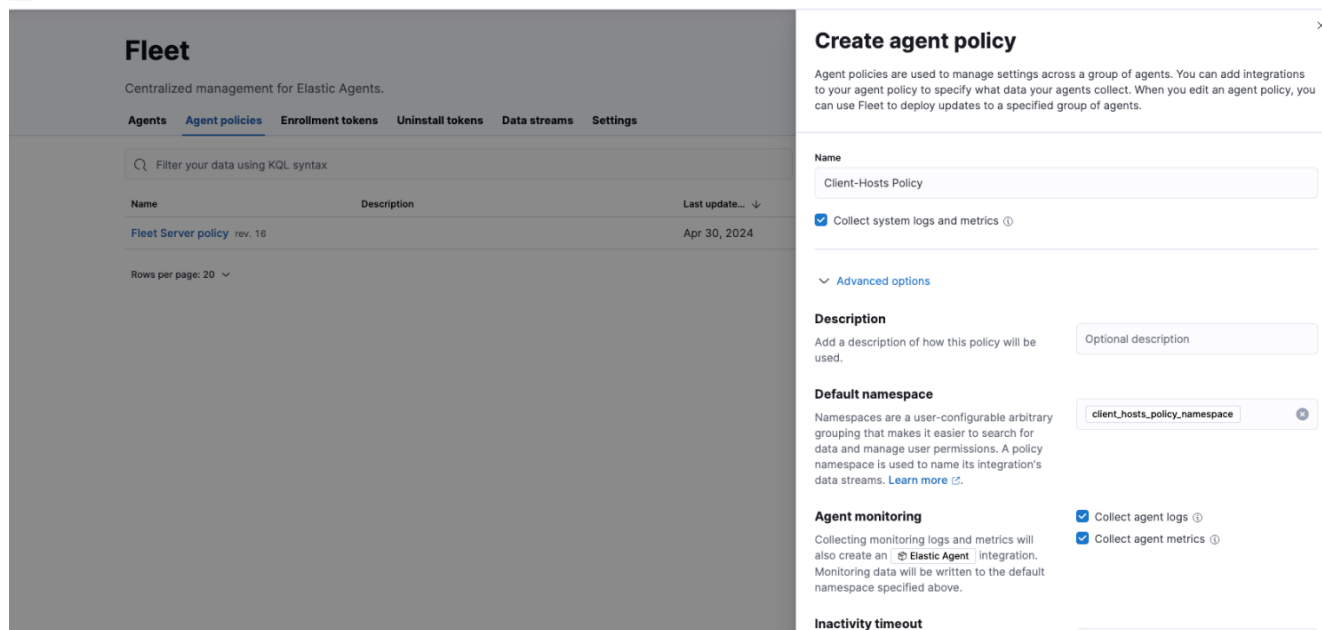 Fleet
Centralized management for Elastic Agents.
Agents Agent policies Enrollment tokens Uninstall tokens Data streams Settings
Filter your data using KQL syntax
Name Description Last update...
Fleet Server policy rev. 16 Apr 30, 2024
Rows per page: 20
Create agent policy
Agent policies are used to manage settings across a group of agents. You can add integrations
to your agent policy to specify what data your agents collect. When you edit an agent policy, you
can use Fleet to deploy updates to a specified group of agents.
Name
Client-Hosts Policy
Collect system logs and metrics
Advanced options
Description
Add a description of how this policy will be
used.
Optional description
Default namespace
Namespaces are a user-configurable arbitrary
grouping that makes it easier to search for
data and manage user permissions. A policy
namespace is used to name its integration's
data streams. Learn more.
client_hosts_policy_namespace
Agent monitoring
Collecting monitoring logs and metrics will
also create an Elastic Agent integration.
Monitoring data will be written to the default
namespace specified above.
Collect agent logs
Collect agent metrics
Inactivity timeout